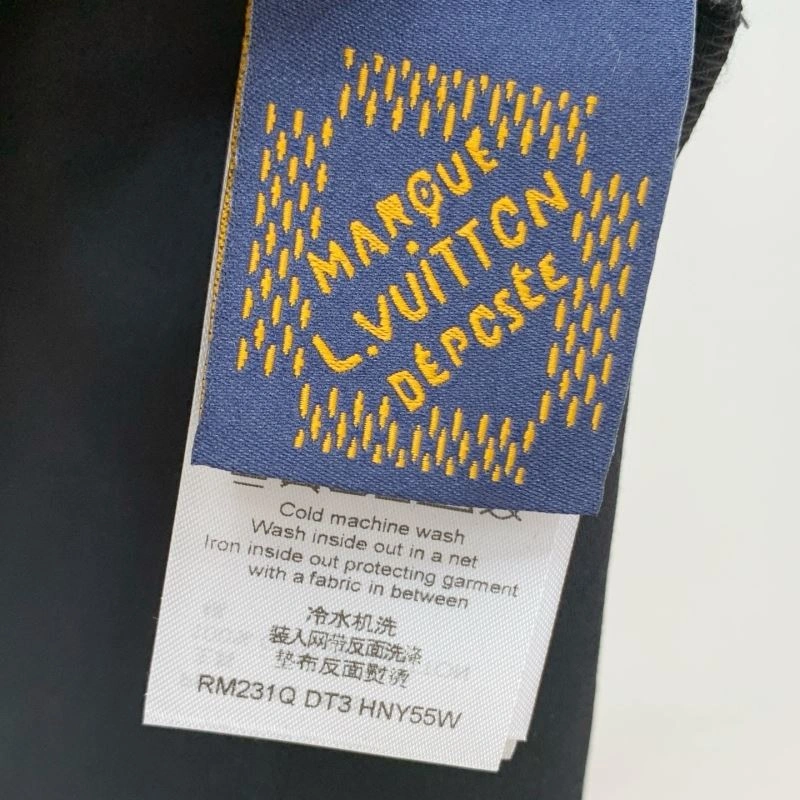 MARQUE
L.VUITTON
DÉPOSÉE
Cold machine wash
Wash inside out in a net
Iron inside out protecting garment
with a fabric in between
冷水机洗
装入网带反面洗涤
垫布反面熨烫
RM231Q DT3 HNY55W